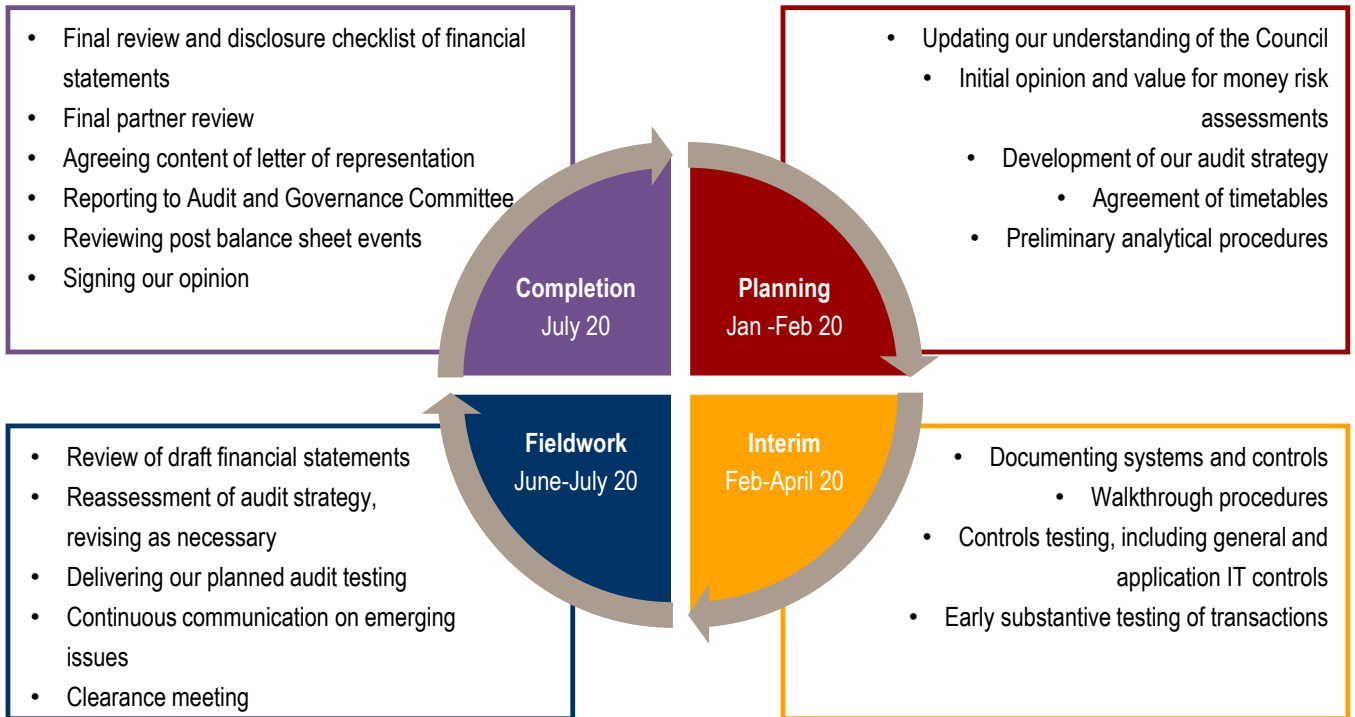 • Final review and disclosure checklist of financial
statements
• Final partner review
• Agreeing content of letter of representation
• Reporting to Audit and Governance Committee
• Reviewing post balance sheet events
• Signing our opinion
• Updating our understanding of the Council
• Initial opinion and value for money risk
assessments
• Development of our audit strategy
• Agreement of timetables
• Preliminary analytical procedures
Completion
July 20
Planning
Jan -Feb 20
Fieldwork
June-July 20
Interim
Feb-April 20
• Review of draft financial statements
• Reassessment of audit strategy,
revising as necessary
• Delivering our planned audit testing
• Continuous communication on emerging
issues
• Clearance meeting
• Documenting systems and controls
• Walkthrough procedures
• Controls testing, including general and
application IT controls
• Early substantive testing of transactions